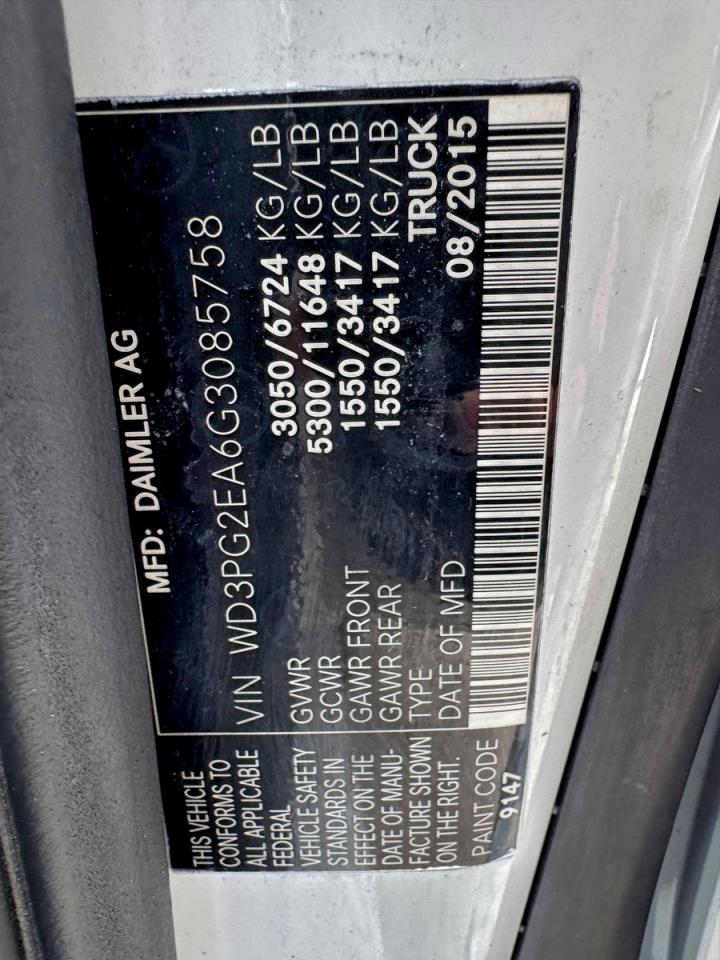 MFD: DAIMLER AG
THIS VEHICLE
CONFORMS TO
ALL APPLICABLE
FEDERAL
VEHICLE SAFETY
STANDARDS IN
EFFECT ON THE
DATE OF MANU-
FACTURE SHOWN
ON THE RIGHT.
PAINT CODE
9147
VIN WD3PG2EA6G3085758
GVWR 3050/6724 KG/LB
GCWR 5300/11648 KG/LB
GAWR FRONT 1550/3417 KG/LB
GAWR REAR 1550/3417 KG/LB
TYPE TRUCK
DATE OF MFD 08/2015